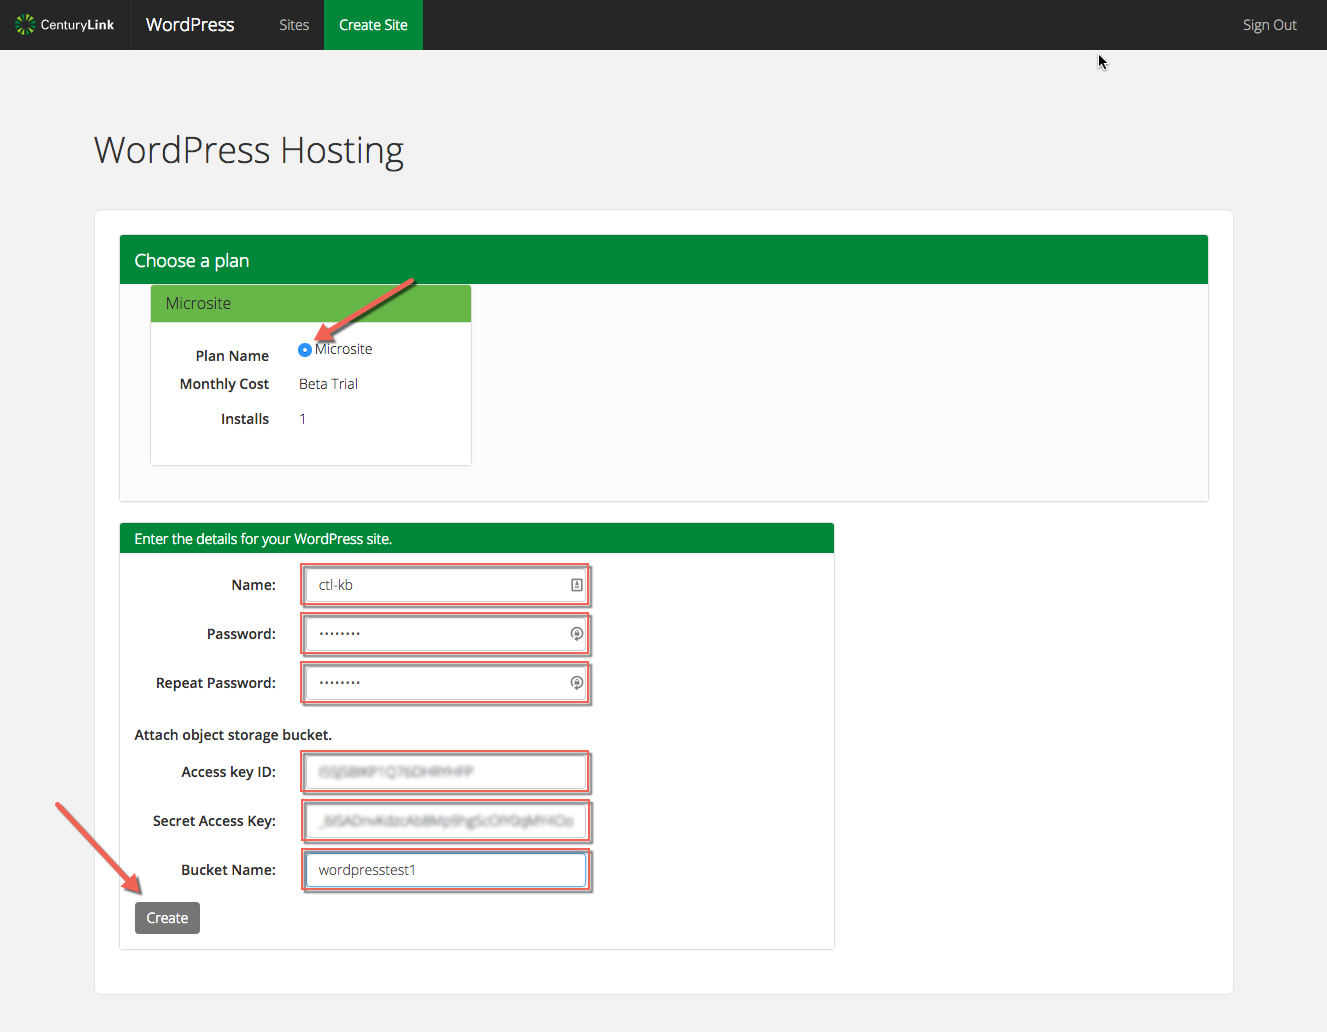 CenturyLink WordPress Sites Create Site Sign Out
WordPress Hosting
Choose a plan
Microsite
Plan Name Microsite
Monthly Cost Beta Trial
Installs 1
Enter the details for your WordPress site.
Name: ctl-kb
Password: ••••••••
Repeat Password: ••••••••
Attach object storage bucket.
Access key ID:
Secret Access Key:
Bucket Name: wordpresstest1
Create